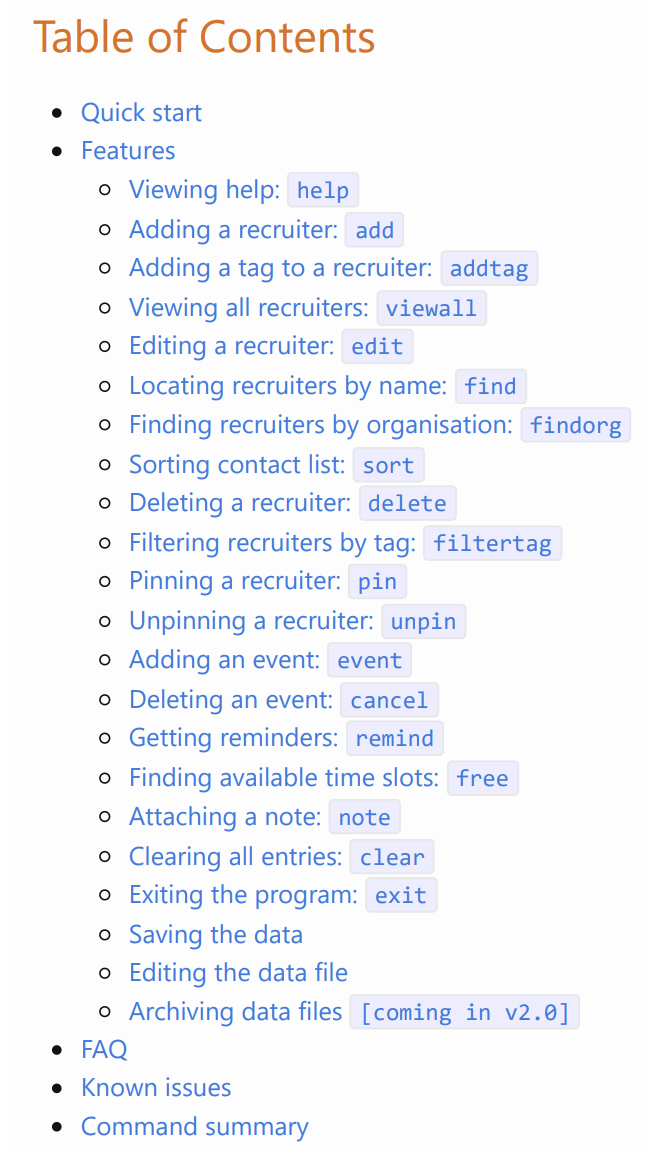 Table of Contents
Quick start
Features
Viewing help: help
Adding a recruiter: add
Adding a tag to a recruiter: addtag
Viewing all recruiters: viewall
Editing a recruiter: edit
Locating recruiters by name: find
Finding recruiters by organisation: findorg
Sorting contact list: sort
Deleting a recruiter: delete
Filtering recruiters by tag: filtertag
Pinning a recruiter: pin
Unpinning a recruiter: unpin
Adding an event: event
Deleting an event: cancel
Getting reminders: remind
Finding available time slots: free
Attaching a note: note
Clearing all entries: clear
Exiting the program: exit
Saving the data
Editing the data file
Archiving data files [coming in v2.0]
FAQ
Known issues
Command summary